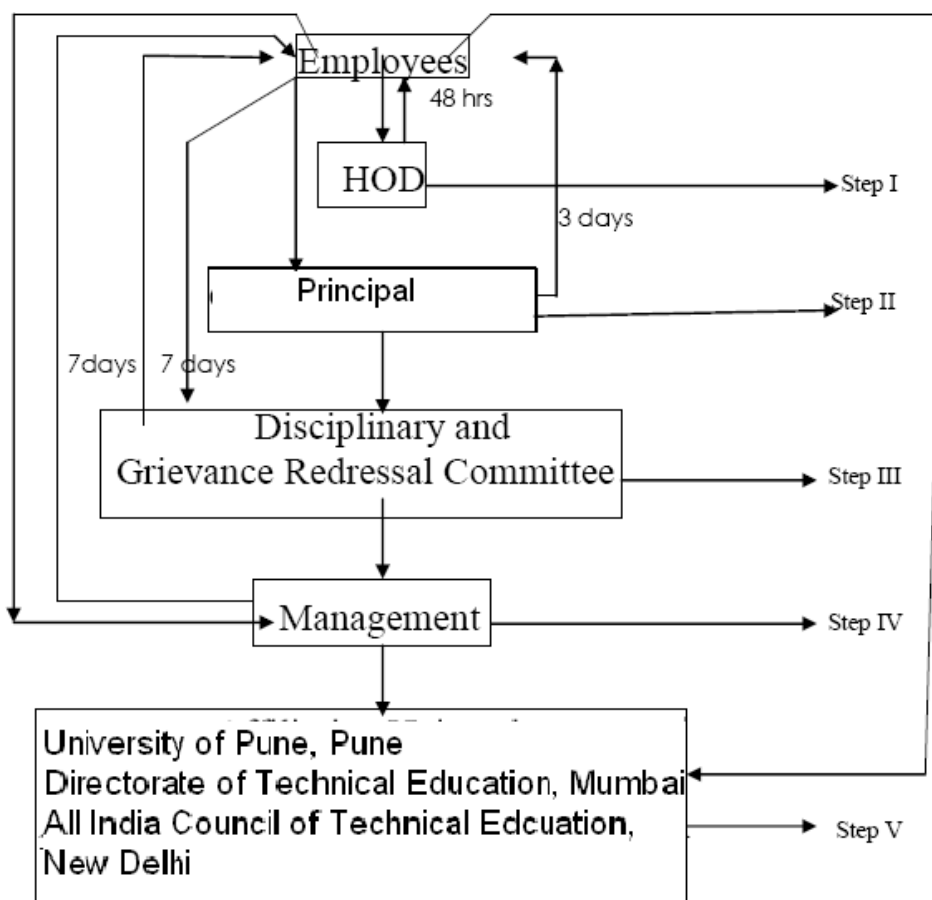 Employees
48 hrs
HOD
Step I
3 days
Principal
Step II
7days
7 days
Disciplinary and
Grievance Redressal Committee
Step III
Management
Step IV
University of Pune, Pune
Directorate of Technical Education, Mumbai
All India Council of Technical Edcuation,
New Delhi
Step V